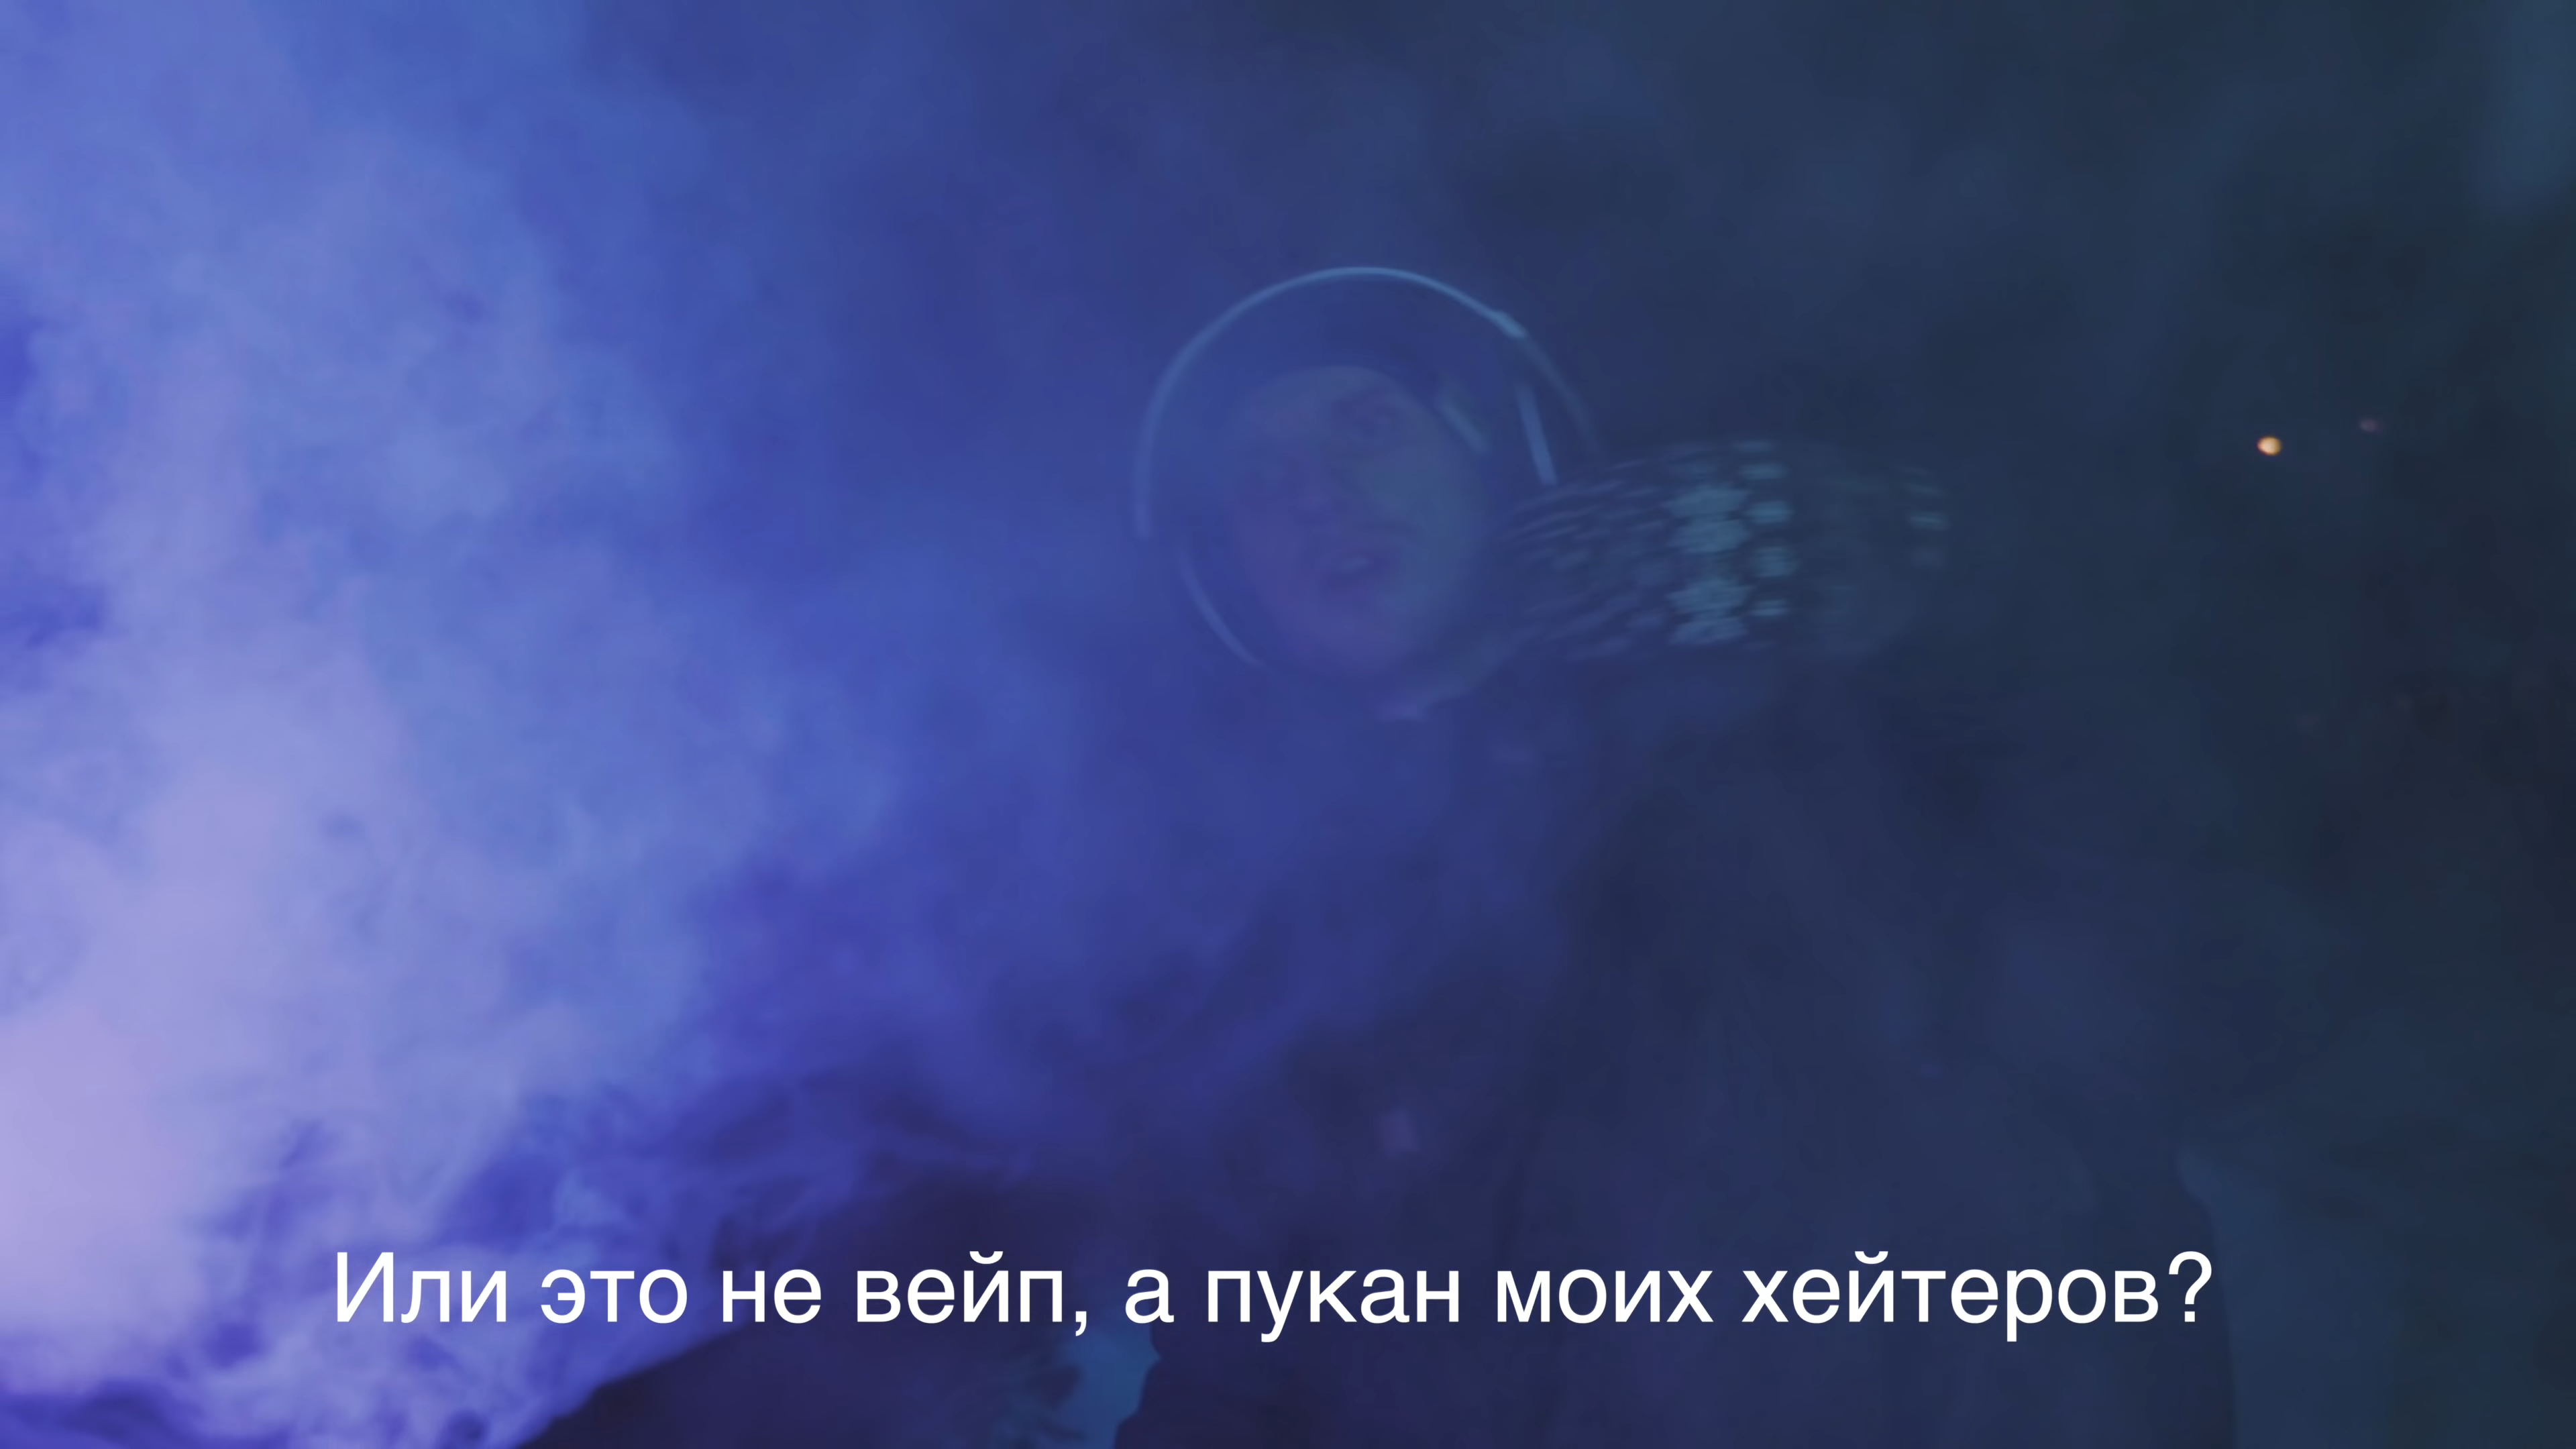 Или это не вейп, а пукан моих хейтеров?